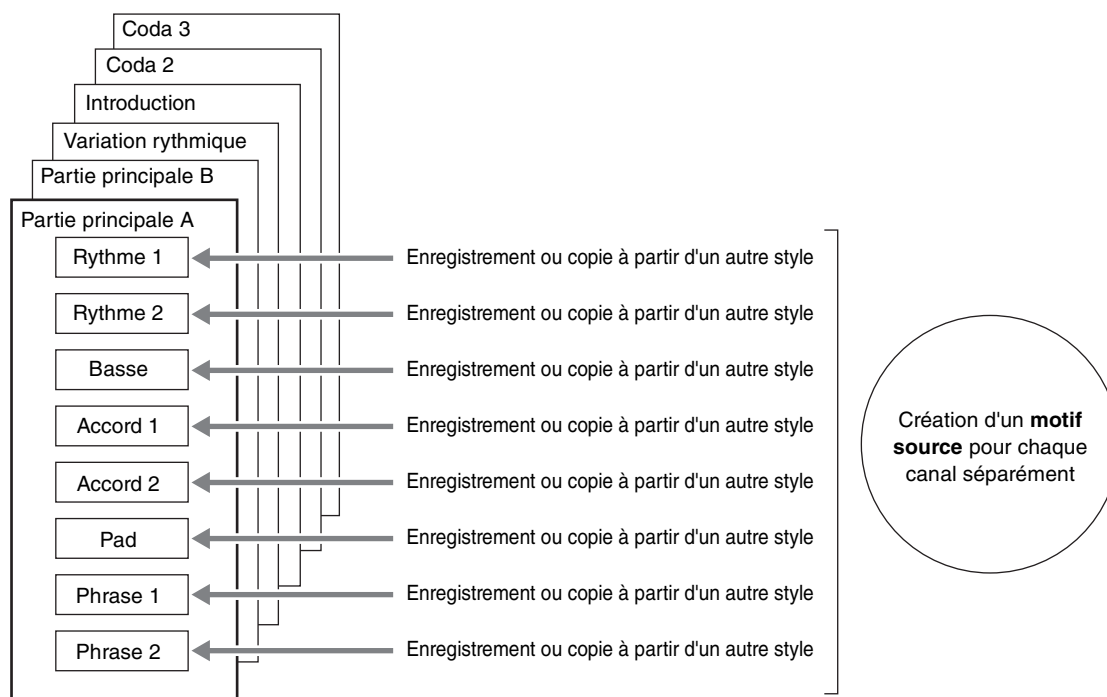 Coda 3
Coda 2
Introduction
Variation rythmique
Partie principale B
Partie principale A
Rythme 1
Enregistrement ou copie à partir d'un autre style
Rythme 2
Enregistrement ou copie à partir d'un autre style
Basse
Enregistrement ou copie à partir d'un autre style
Accord 1
Enregistrement ou copie à partir d'un autre style
Accord 2
Enregistrement ou copie à partir d'un autre style
Pad
Enregistrement ou copie à partir d'un autre style
Phrase 1
Enregistrement ou copie à partir d'un autre style
Phrase 2
Enregistrement ou copie à partir d'un autre style
Création d'un motif
source pour chaque
canal séparément